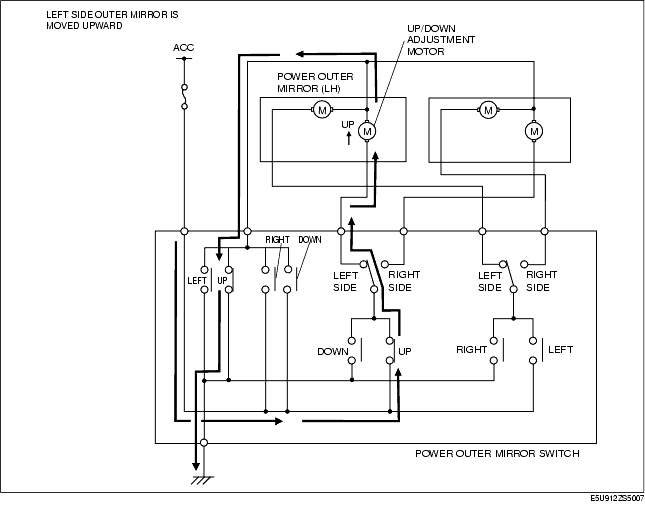 LEFT SIDE OUTER MIRROR IS
MOVED UPWARD
UP/DOWN
ADJUSTMENT
MOTOR
ACC
POWER OUTER
MIRROR (LH)
M
M
UP
M
M
RIGHT DOWN
LEFT UP
LEFT
SIDE
RIGHT
SIDE
LEFT
SIDE
RIGHT
SIDE
DOWN
UP
RIGHT
LEFT
POWER OUTER MIRROR SWITCH
E5U912ZS5007